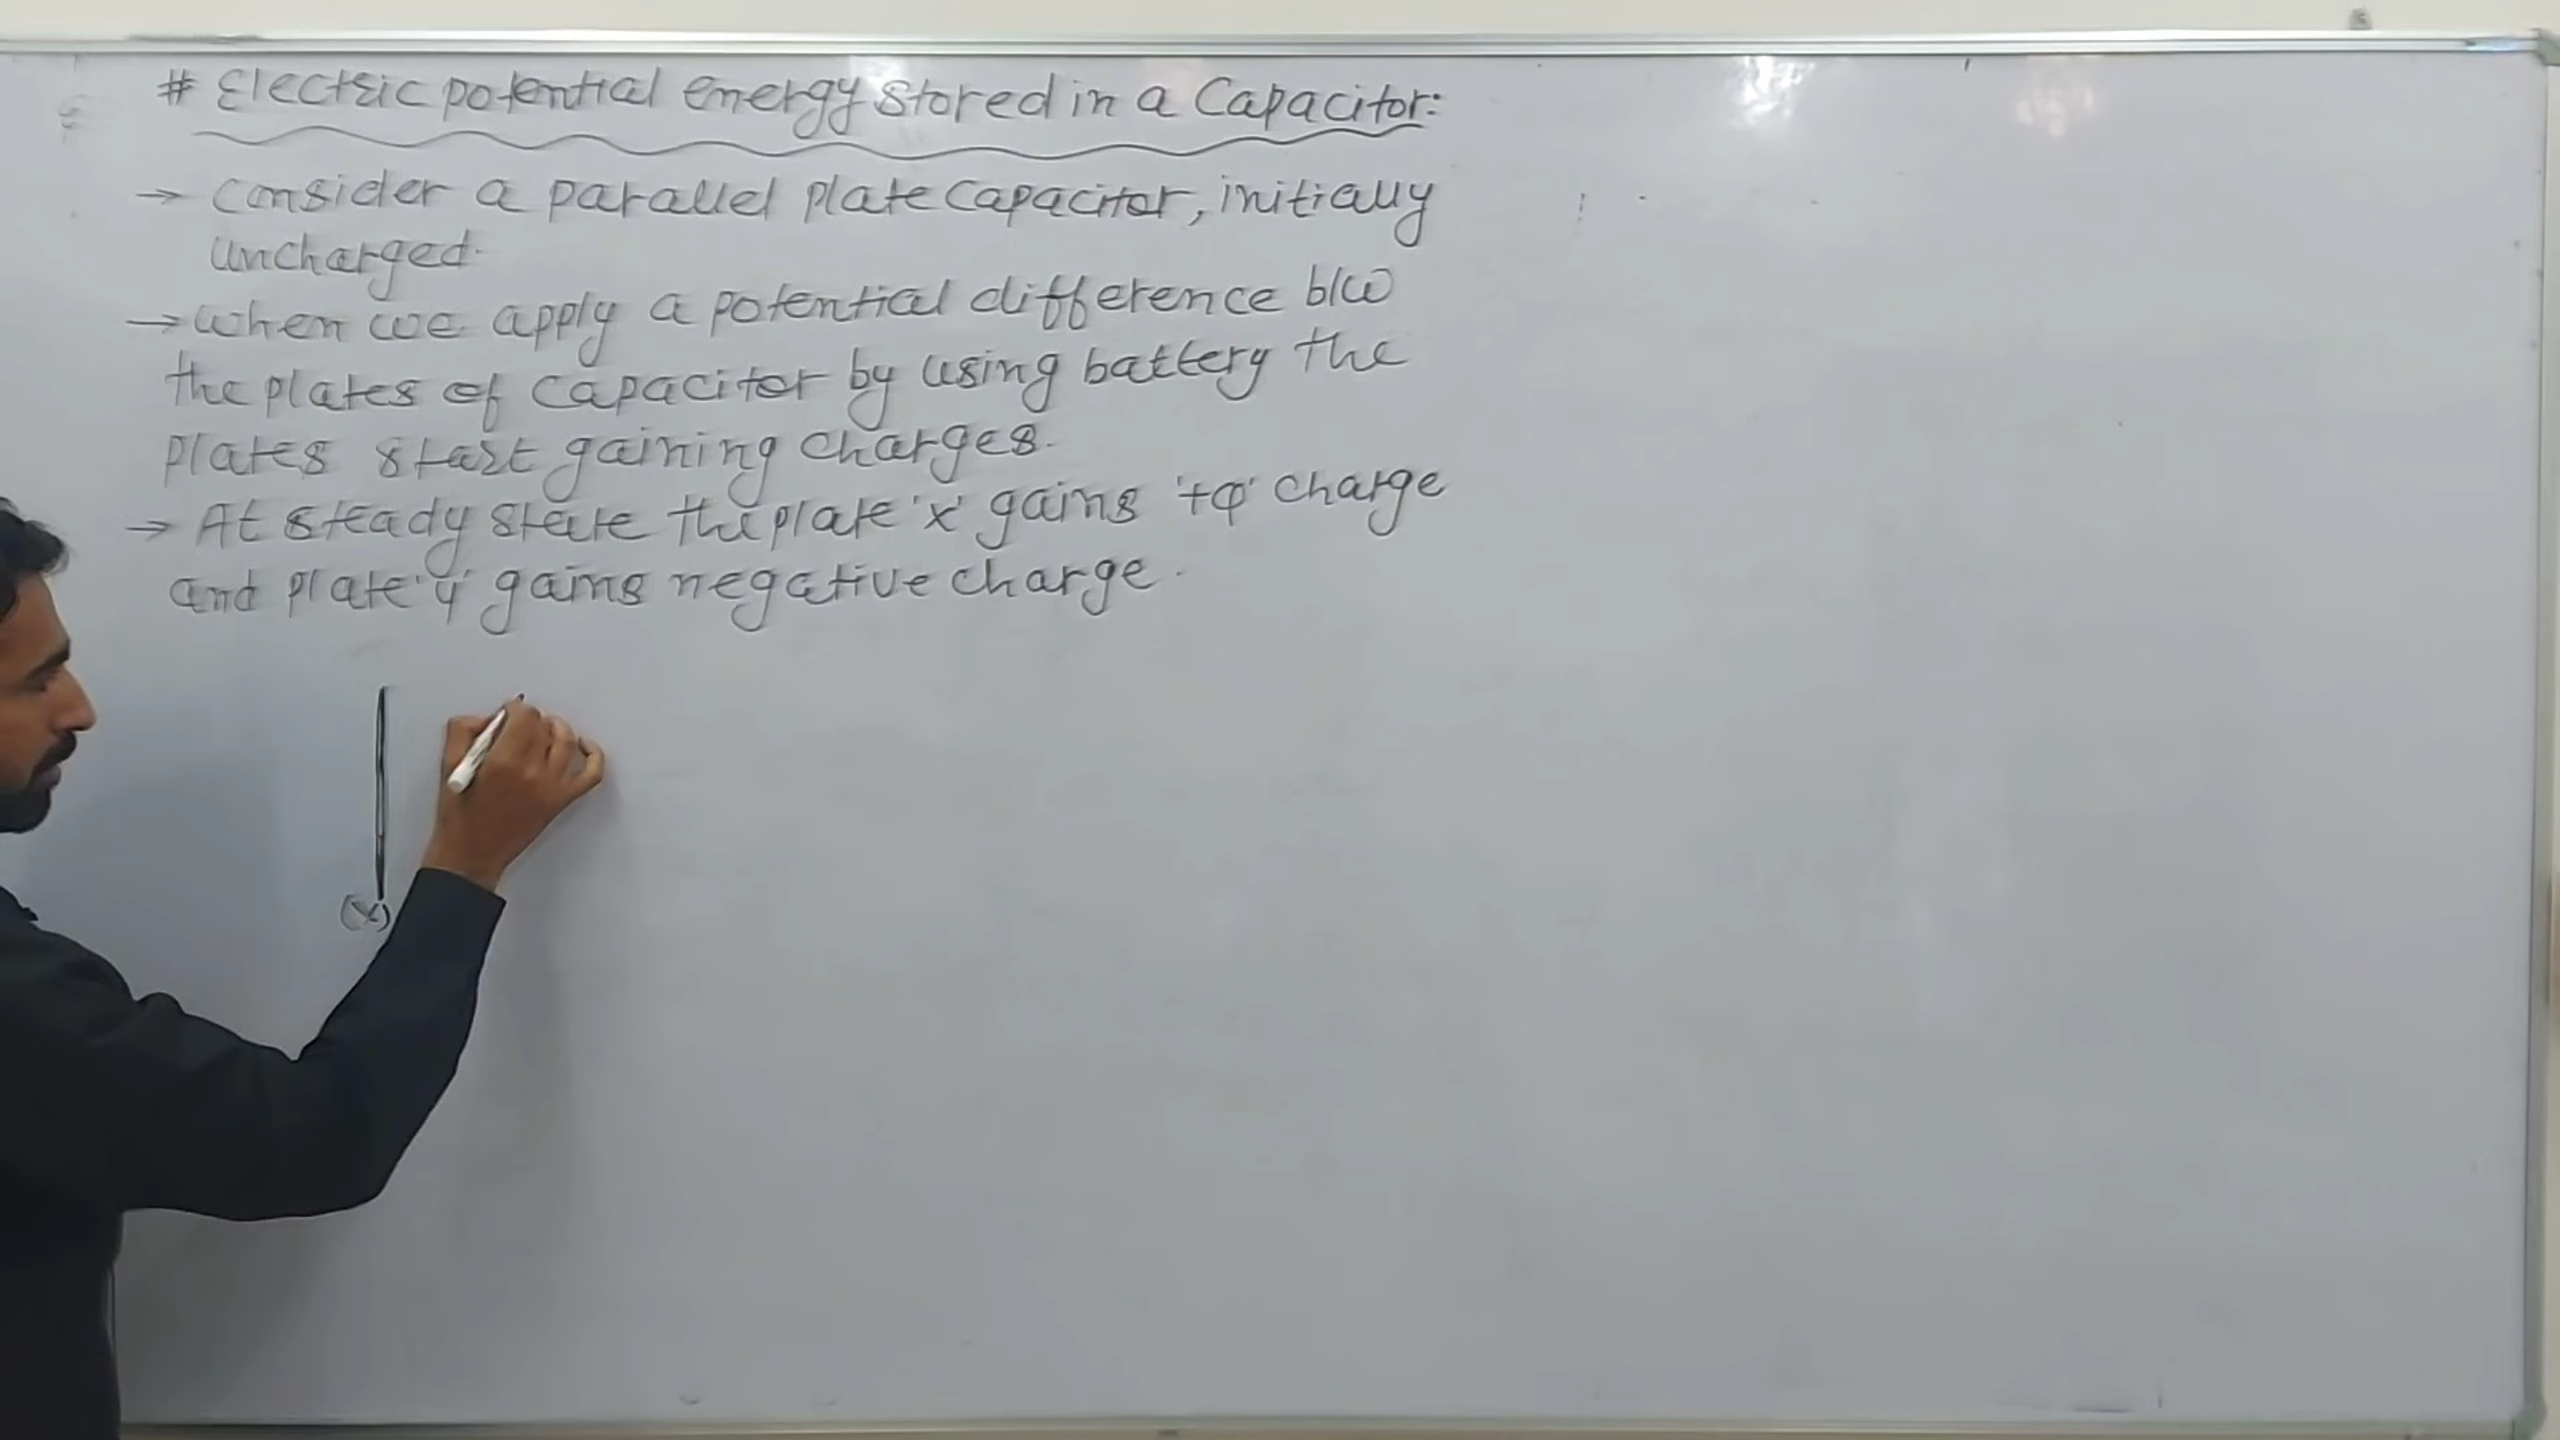 # Electric potential energy stored in a Capacitor:
→ Consider a parallel plate capacitor, initially
uncharged.
→ When we apply a potential difference b/w
the plates of capacitor by using battery the
plates start gaining charges.
→ At steady state the plate 'x' gains '+Q' charge
and plate 'y' gains negative charge.
(x)